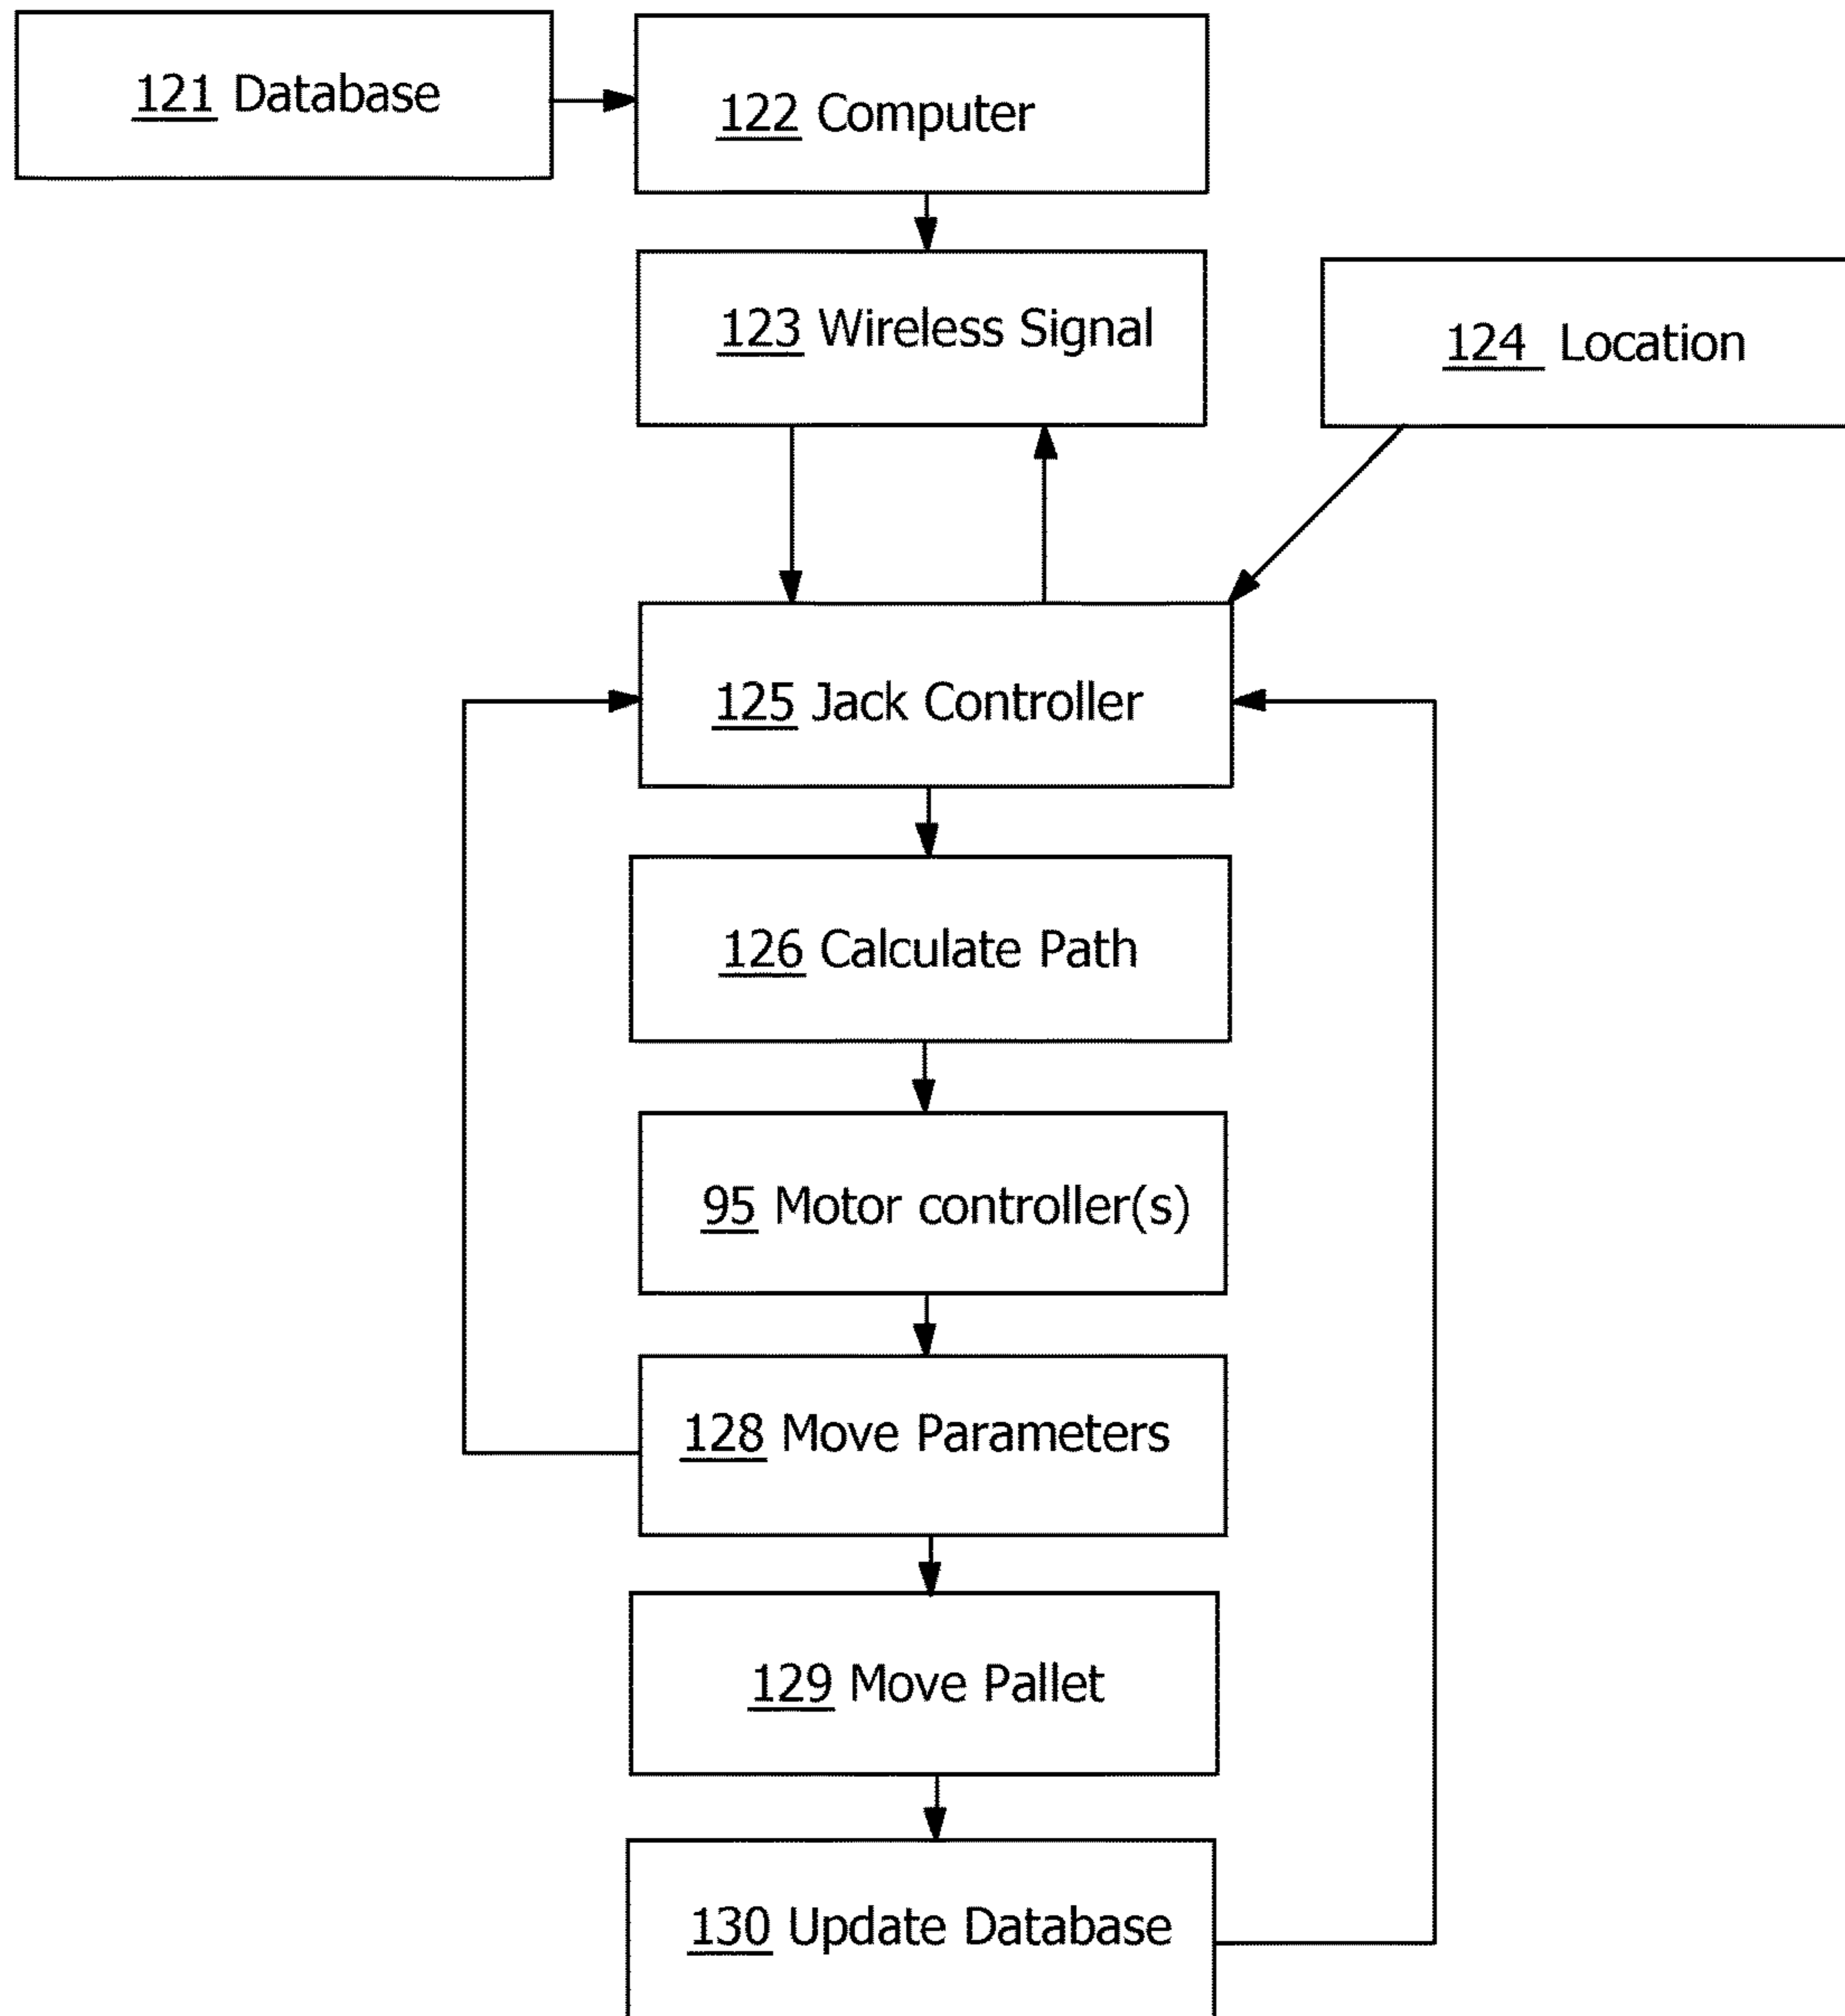 121 Database
122 Computer
123 Wireless Signal
124 Location
125 Jack Controller
126 Calculate Path
95 Motor controller(s)
128 Move Parameters
129 Move Pallet
130 Update Database